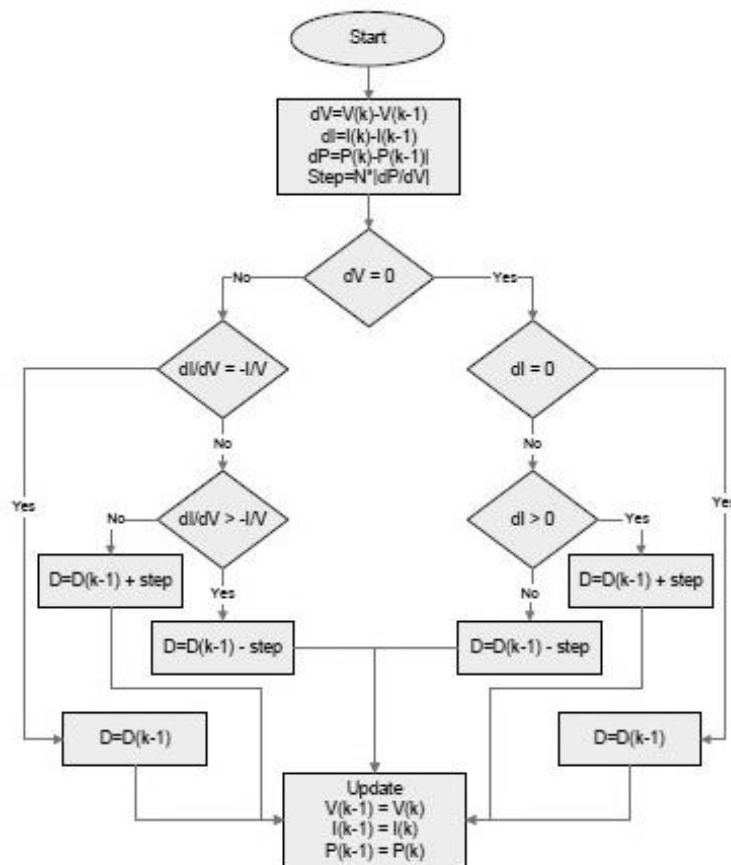 Start
dV=V(k)-V(k-1)
dI=I(k)-I(k-1)
dP=P(k)-P(k-1)|
Step=N*|dP/dV|
dV = 0
No
Yes
dI/dV = -I/V
dI = 0
No
No
Yes
Yes
dI/dV > -I/V
dI > 0
No
Yes
D=D(k-1) + step
Yes
No
D=D(k-1) + step
D=D(k-1) - step
D=D(k-1) - step
D=D(k-1)
D=D(k-1)
Update
V(k-1) = V(k)
I(k-1) = I(k)
P(k-1) = P(k)